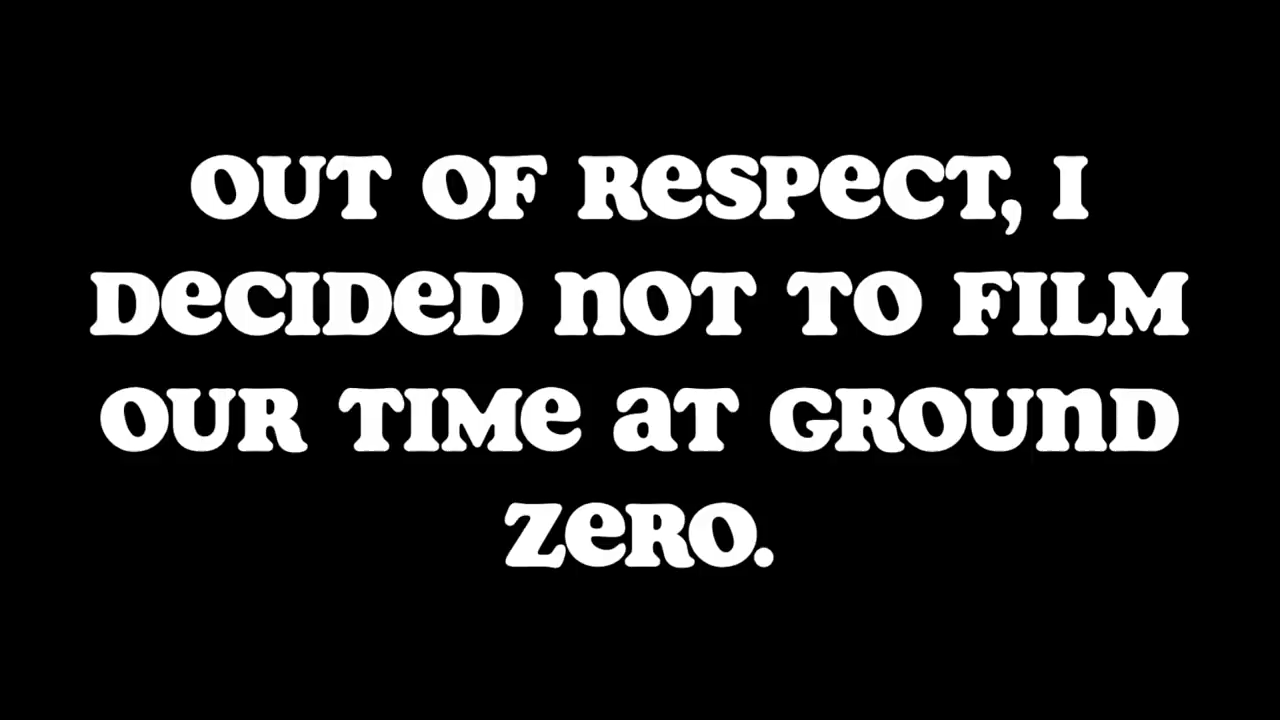 OUT OF ReSPeCT, I
DeCIDeD nOT TO FILM
OUR TIMe aT GROUnD
ZeRO.